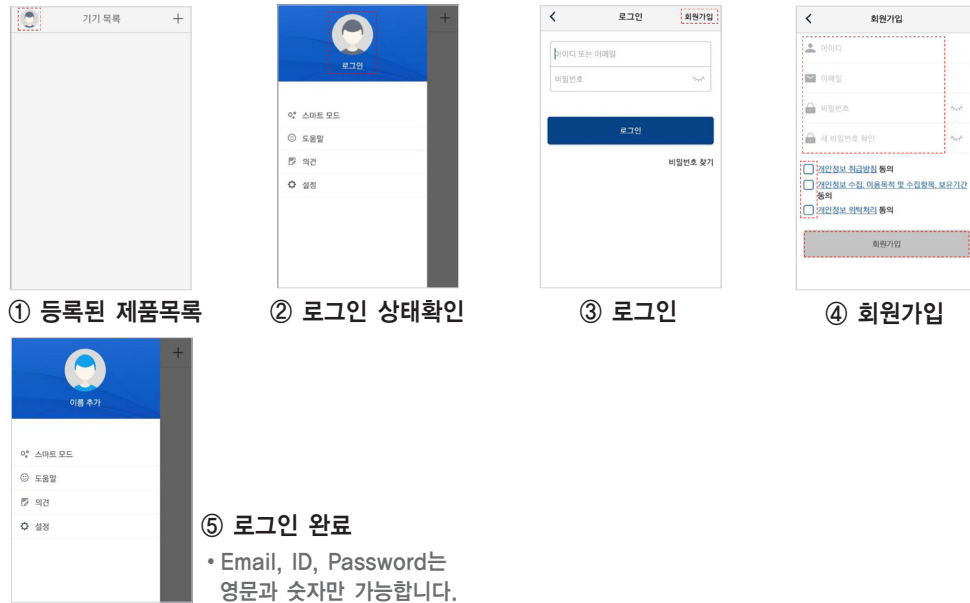 기기 목록 +
① 등록된 제품목록
+
로그인
스마트 모드
도움말
의견
설정
② 로그인 상태확인
로그인 회원가입
아이디 또는 이메일
비밀번호
로그인
비밀번호 찾기
③ 로그인
회원가입
아이디
이메일
비밀번호
새 비밀번호 확인
개인정보 취급방침 동의
개인정보 수집, 이용목적 및 수집항목, 보유기간
동의
개인정보 위탁처리 동의
회원가입
④ 회원가입
+
이름 추가
스마트 모드
도움말
의견
설정
⑤ 로그인 완료
• Email, ID, Password는
영문과 숫자만 가능합니다.